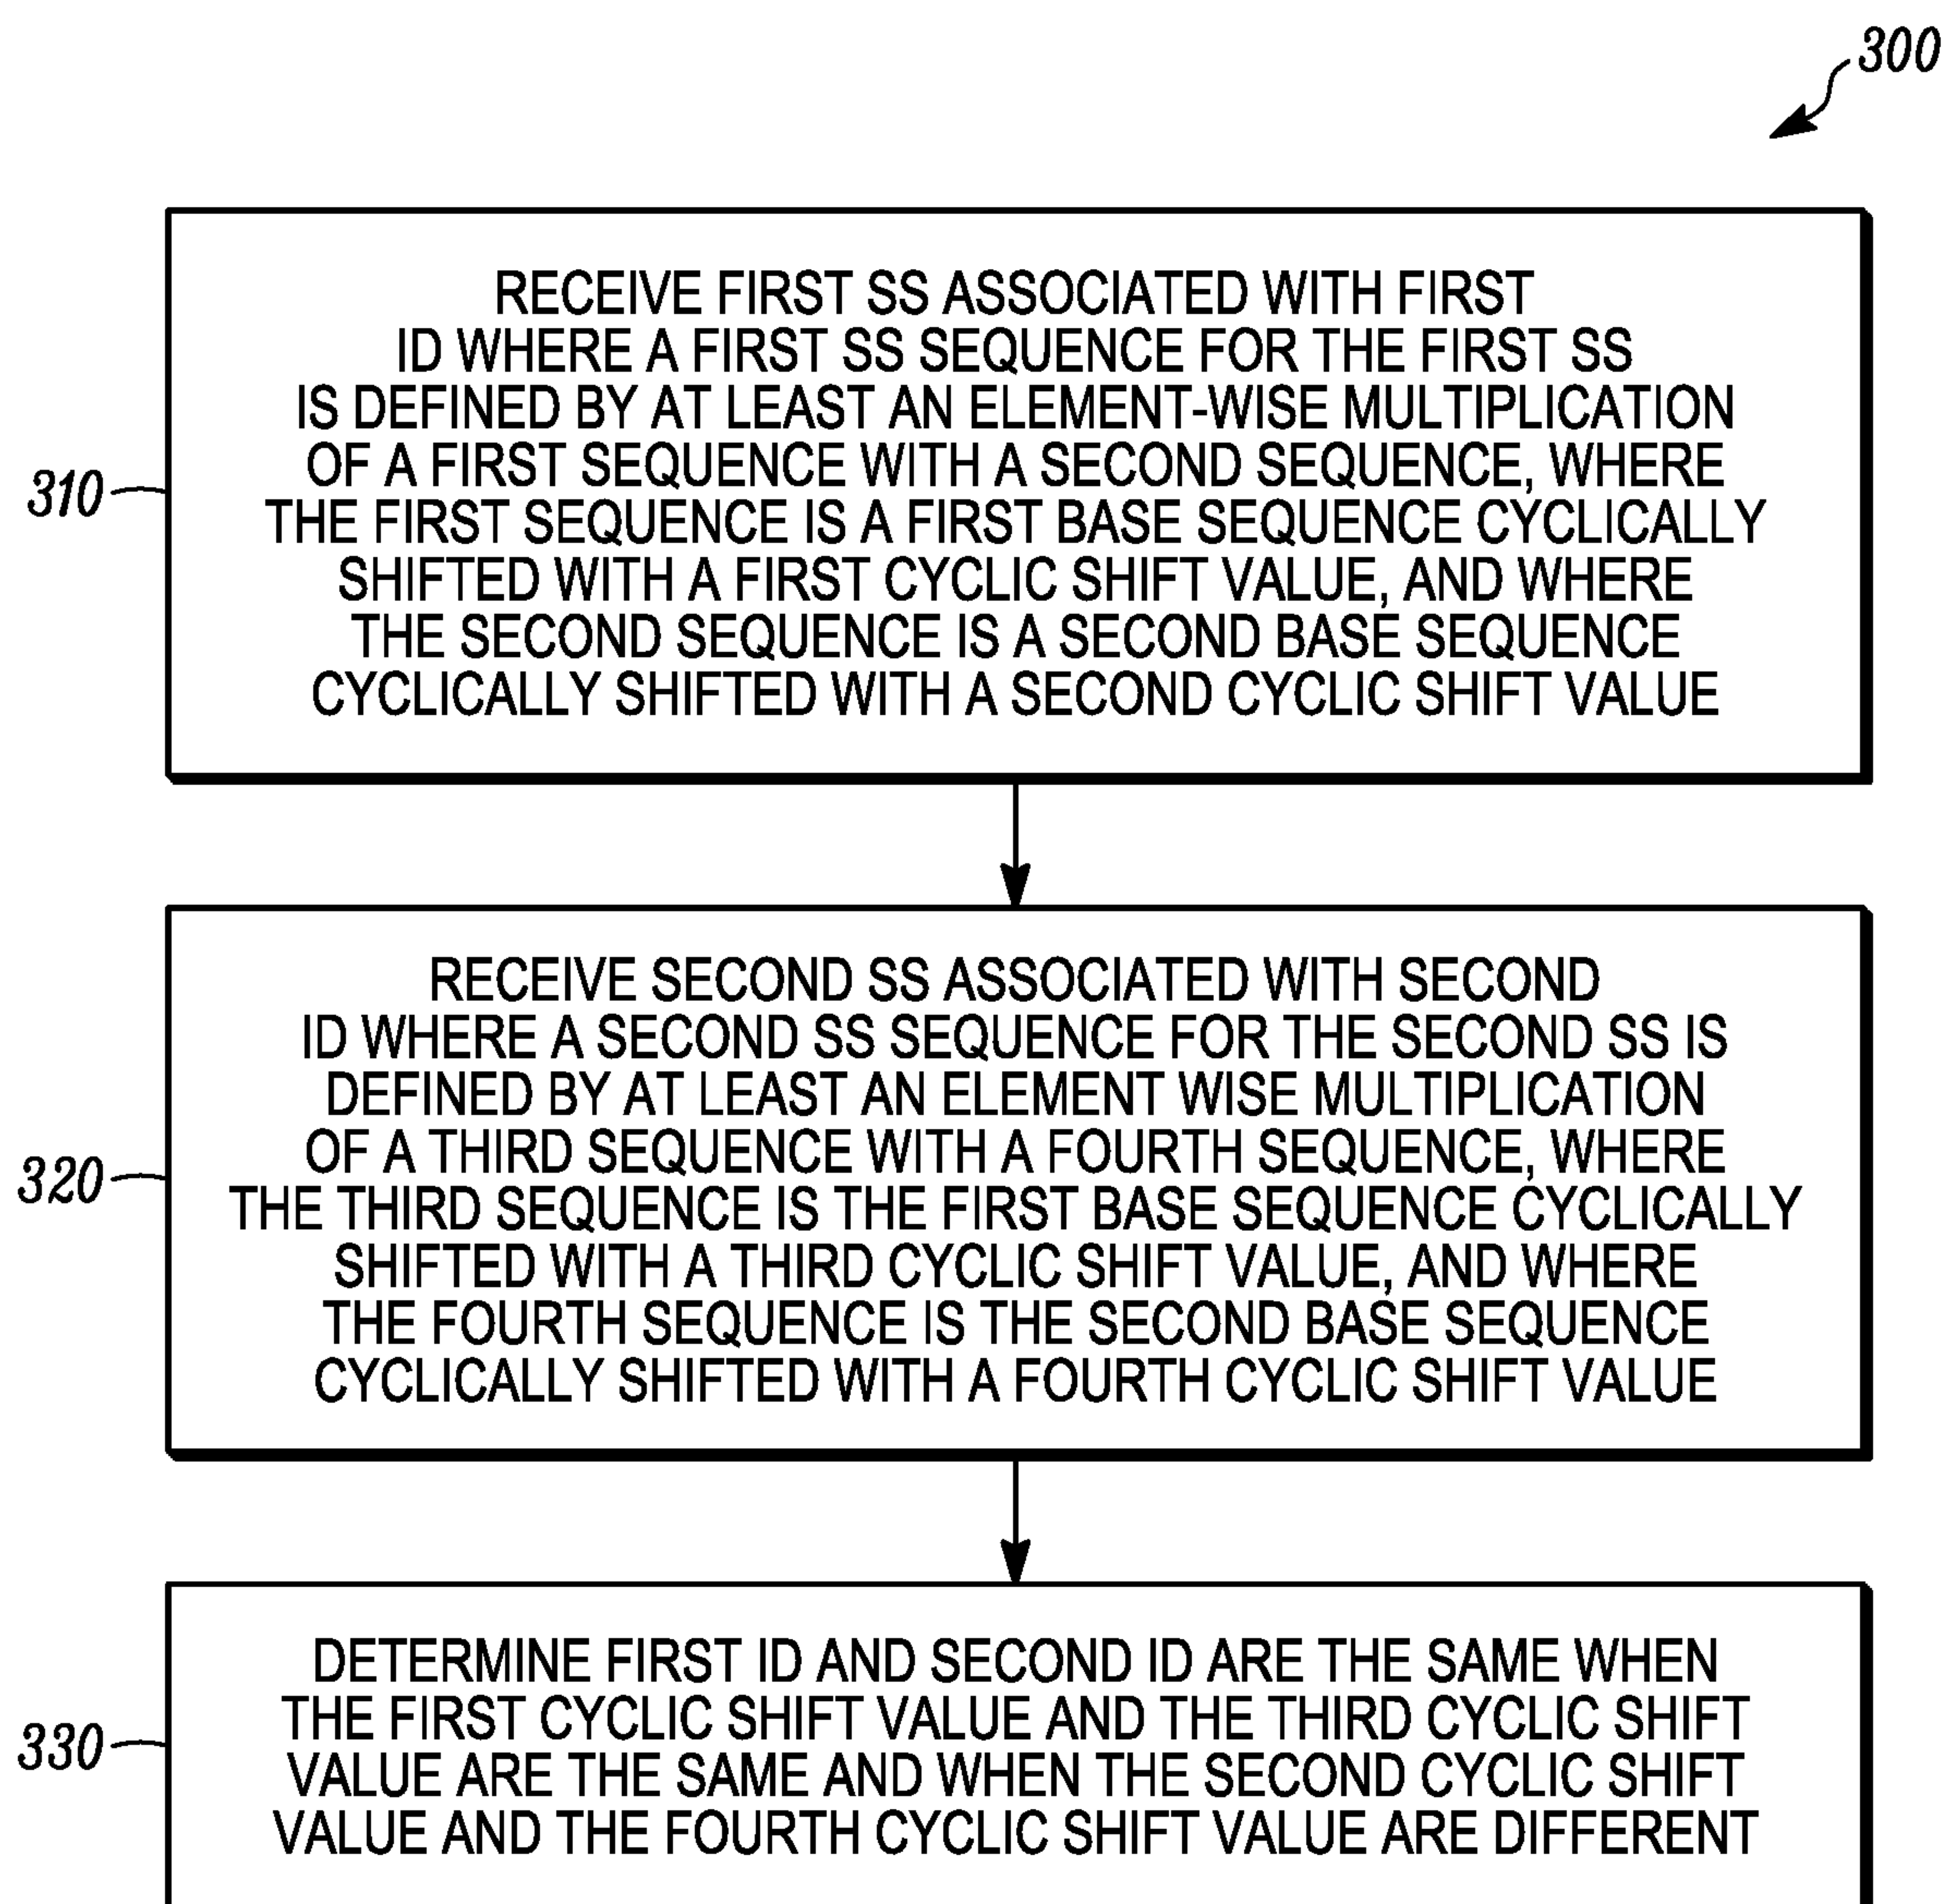 300
RECEIVE FIRST SS ASSOCIATED WITH FIRST
ID WHERE A FIRST SS SEQUENCE FOR THE FIRST SS
IS DEFINED BY AT LEAST AN ELEMENT-WISE MULTIPLICATION
OF A FIRST SEQUENCE WITH A SECOND SEQUENCE, WHERE
THE FIRST SEQUENCE IS A FIRST BASE SEQUENCE CYCLICALLY
SHIFTED WITH A FIRST CYCLIC SHIFT VALUE, AND WHERE
THE SECOND SEQUENCE IS A SECOND BASE SEQUENCE
CYCLICALLY SHIFTED WITH A SECOND CYCLIC SHIFT VALUE
310
RECEIVE SECOND SS ASSOCIATED WITH SECOND
ID WHERE A SECOND SS SEQUENCE FOR THE SECOND SS IS
DEFINED BY AT LEAST AN ELEMENT WISE MULTIPLICATION
OF A THIRD SEQUENCE WITH A FOURTH SEQUENCE, WHERE
THE THIRD SEQUENCE IS THE FIRST BASE SEQUENCE CYCLICALLY
SHIFTED WITH A THIRD CYCLIC SHIFT VALUE, AND WHERE
THE FOURTH SEQUENCE IS THE SECOND BASE SEQUENCE
CYCLICALLY SHIFTED WITH A FOURTH CYCLIC SHIFT VALUE
320
DETERMINE FIRST ID AND SECOND ID ARE THE SAME WHEN
THE FIRST CYCLIC SHIFT VALUE AND THE THIRD CYCLIC SHIFT
VALUE ARE THE SAME AND WHEN THE SECOND CYCLIC SHIFT
VALUE AND THE FOURTH CYCLIC SHIFT VALUE ARE DIFFERENT
330